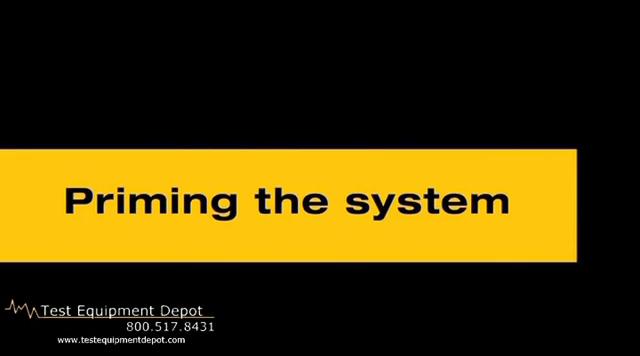 Priming the system
Test Equipment Depot
800.517.8431
www.testequipmentdepot.com